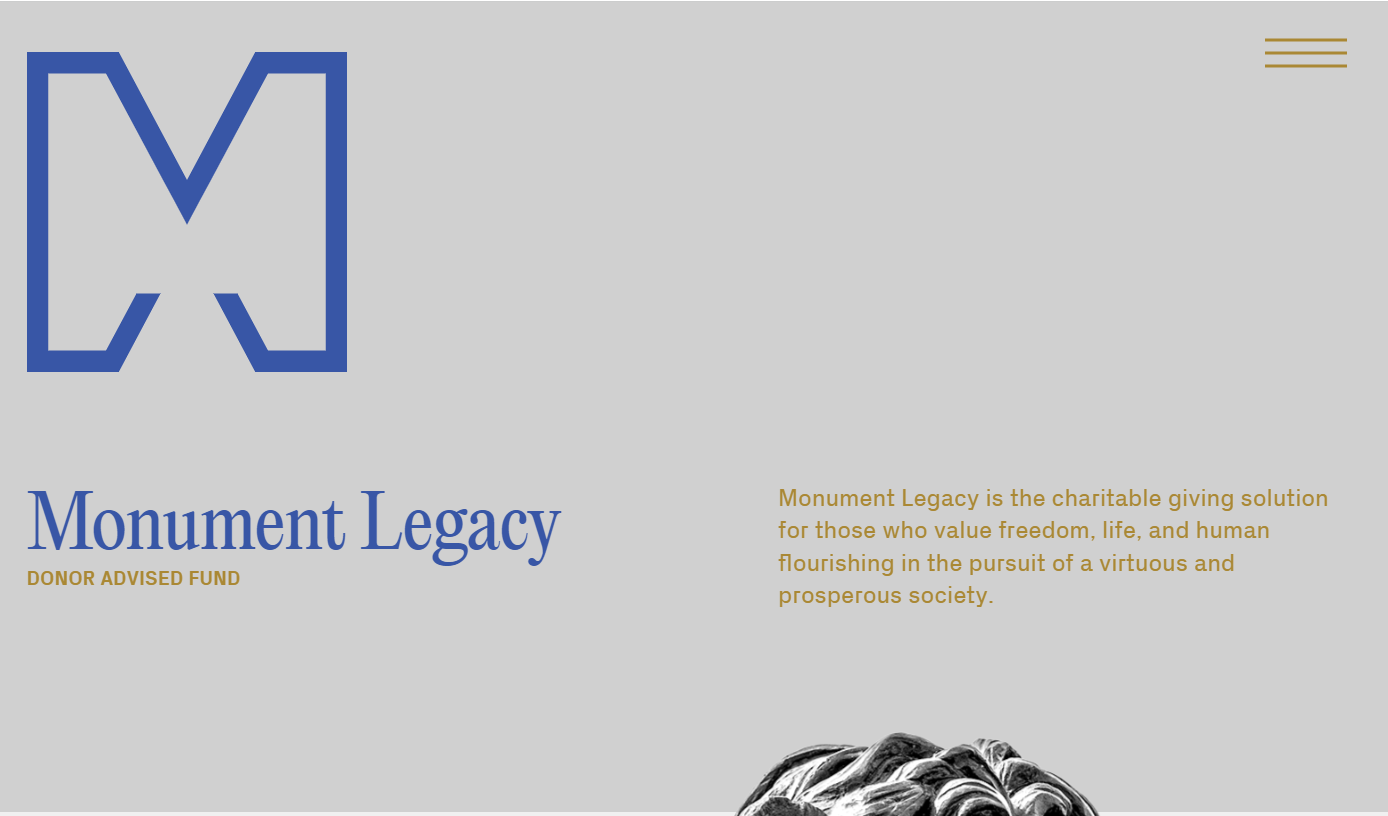 Monument Legacy
DONOR ADVISED FUND
Monument Legacy is the charitable giving solution
for those who value freedom, life, and human
flourishing in the pursuit of a virtuous and
prosperous society.